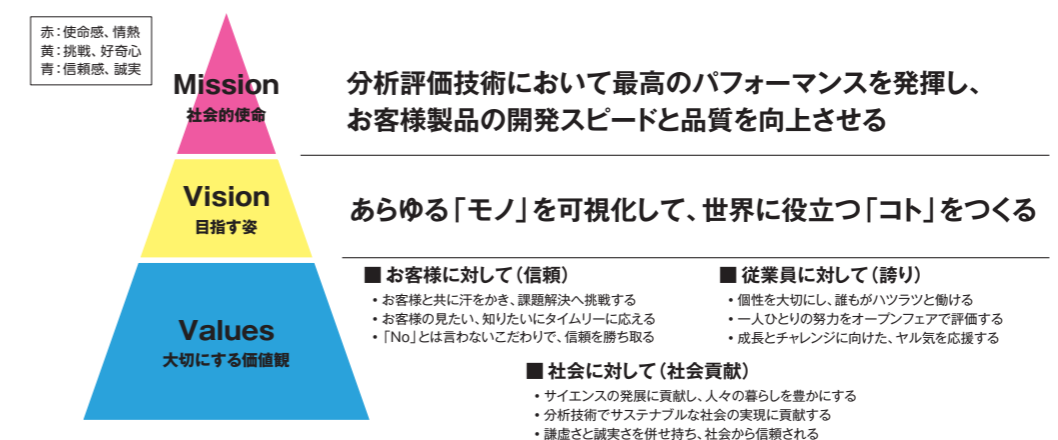 赤：使命感、情熱
黄：挑戦、好奇心
青：信頼感、誠実
Mission
社会的使命
分析評価技術において最高のパフォーマンスを発揮し、
お客様製品の開発スピードと品質を向上させる
Vision
目指す姿
あらゆる「モノ」を可視化して、世界に役立つ「コト」をつくる
Values
大切にする価値観
■ お客様に対して（信頼）
• お客様と共に汗をかき、課題解決へ挑戦する
• お客様の見たい、知りたいにタイムリーに応える
• 「No」とは言わないこだわりで、信頼を勝ち取る
■ 従業員に対して（誇り）
• 個性を大切にし、誰もがハツラツと働ける
• 一人ひとりの努力をオープンフェアで評価する
• 成長とチャレンジに向けた、ヤル気を応援する
■ 社会に対して（社会貢献）
• サイエンスの発展に貢献し、人々の暮らしを豊かにする
• 分析技術でサステナブルな社会の実現に貢献する
• 謙虚さと誠実さを併せ持ち、社会から信頼される